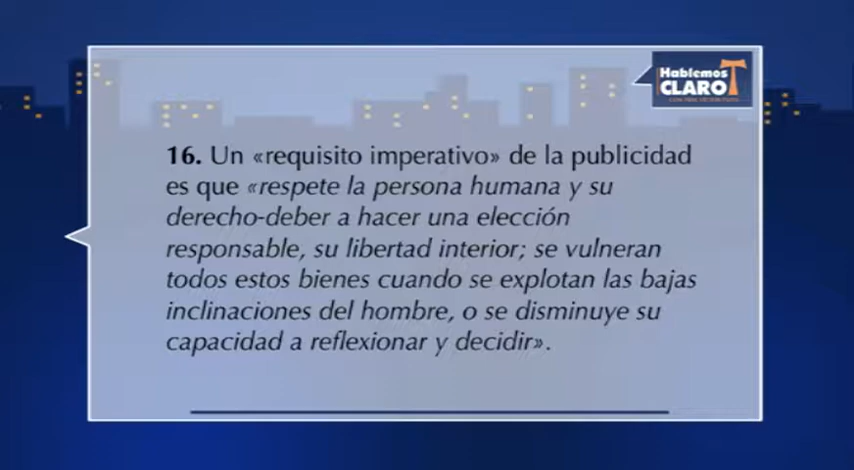 Hablemos
CLARO
16. Un «requisito imperativo» de la publicidad
es que «respete la persona humana y su
derecho-deber a hacer una elección
responsable, su libertad interior; se vulneran
todos estos bienes cuando se explotan las bajas
inclinaciones del hombre, o se disminuye su
capacidad a reflexionar y decidir».